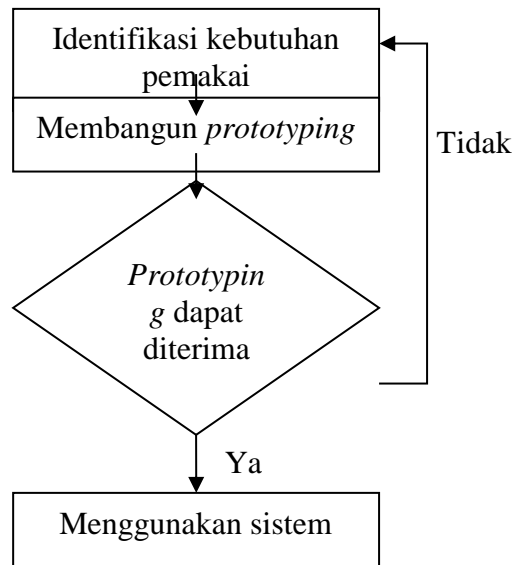 Identifikasi kebutuhan
pemakai
Membangun prototyping
Tidak
Prototypin
g dapat
diterima
Ya
Menggunakan sistem